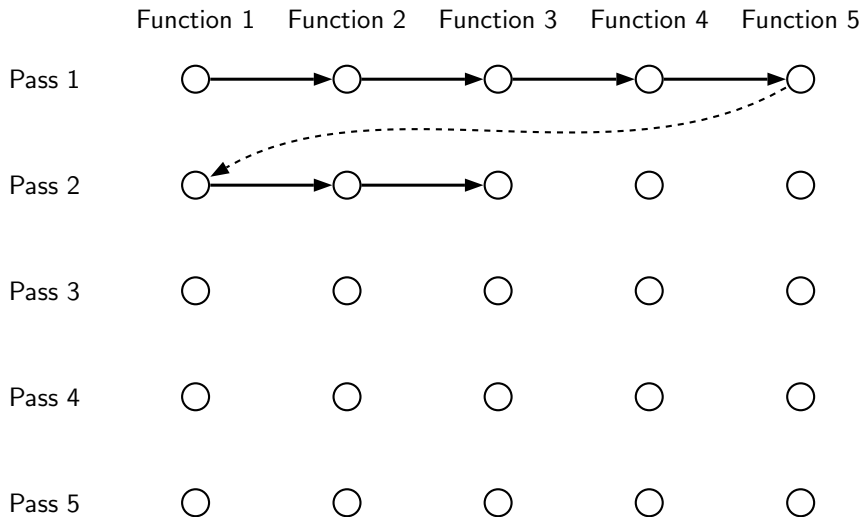 Function 1 Function 2 Function 3 Function 4 Function 5
Pass 1
Pass 2
Pass 3
Pass 4
Pass 5